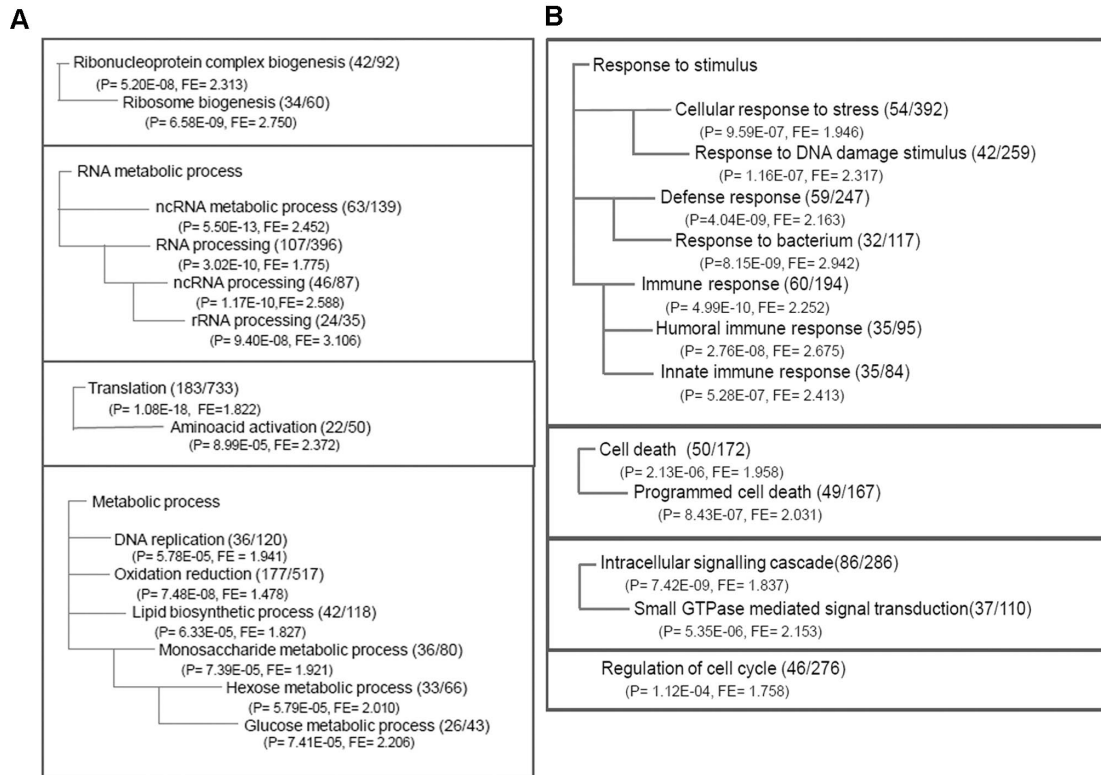 A
Ribonucleoprotein complex biogenesis (42/92)
(P= 5.20E-08, FE= 2.313)
Ribosome biogenesis (34/60)
(P= 6.58E-09, FE= 2.750)
RNA metabolic process
ncRNA metabolic process (63/139)
(P= 5.50E-13, FE= 2.452)
RNA processing (107/396)
(P= 3.02E-10, FE= 1.775)
ncRNA processing (46/87)
(P= 1.17E-10,FE= 2.588)
rRNA processing (24/35)
(P= 9.40E-08, FE= 3.106)
Translation (183/733)
(P= 1.08E-18, FE=1.822)
Aminoacid activation (22/50)
(P= 8.99E-05, FE= 2.372)
Metabolic process
DNA replication (36/120)
(P= 5.78E-05, FE = 1.941)
Oxidation reduction (177/517)
(P= 7.48E-08, FE= 1.478)
Lipid biosynthetic process (42/118)
(P= 6.33E-05, FE= 1.827)
Monosaccharide metabolic process (36/80)
(P= 7.39E-05, FE= 1.921)
Hexose metabolic process (33/66)
(P= 5.79E-05, FE= 2.010)
Glucose metabolic process (26/43)
(P= 7.41E-05, FE= 2.206)
B
Response to stimulus
Cellular response to stress (54/392)
(P= 9.59E-07, FE= 1.946)
Response to DNA damage stimulus (42/259)
(P= 1.16E-07, FE= 2.317)
Defense response (59/247)
(P=4.04E-09, FE= 2.163)
Response to bacterium (32/117)
(P=8.15E-09, FE= 2.942)
Immune response (60/194)
(P= 4.99E-10, FE= 2.252)
Humoral immune response (35/95)
(P= 2.76E-08, FE= 2.675)
Innate immune response (35/84)
(P= 5.28E-07, FE= 2.413)
Cell death (50/172)
(P= 2.13E-06, FE= 1.958)
Programmed cell death (49/167)
(P= 8.43E-07, FE= 2.031)
Intracellular signalling cascade(86/286)
(P= 7.42E-09, FE= 1.837)
Small GTPase mediated signal transduction(37/110)
(P= 5.35E-06, FE= 2.153)
Regulation of cell cycle (46/276)
(P= 1.12E-04, FE= 1.758)